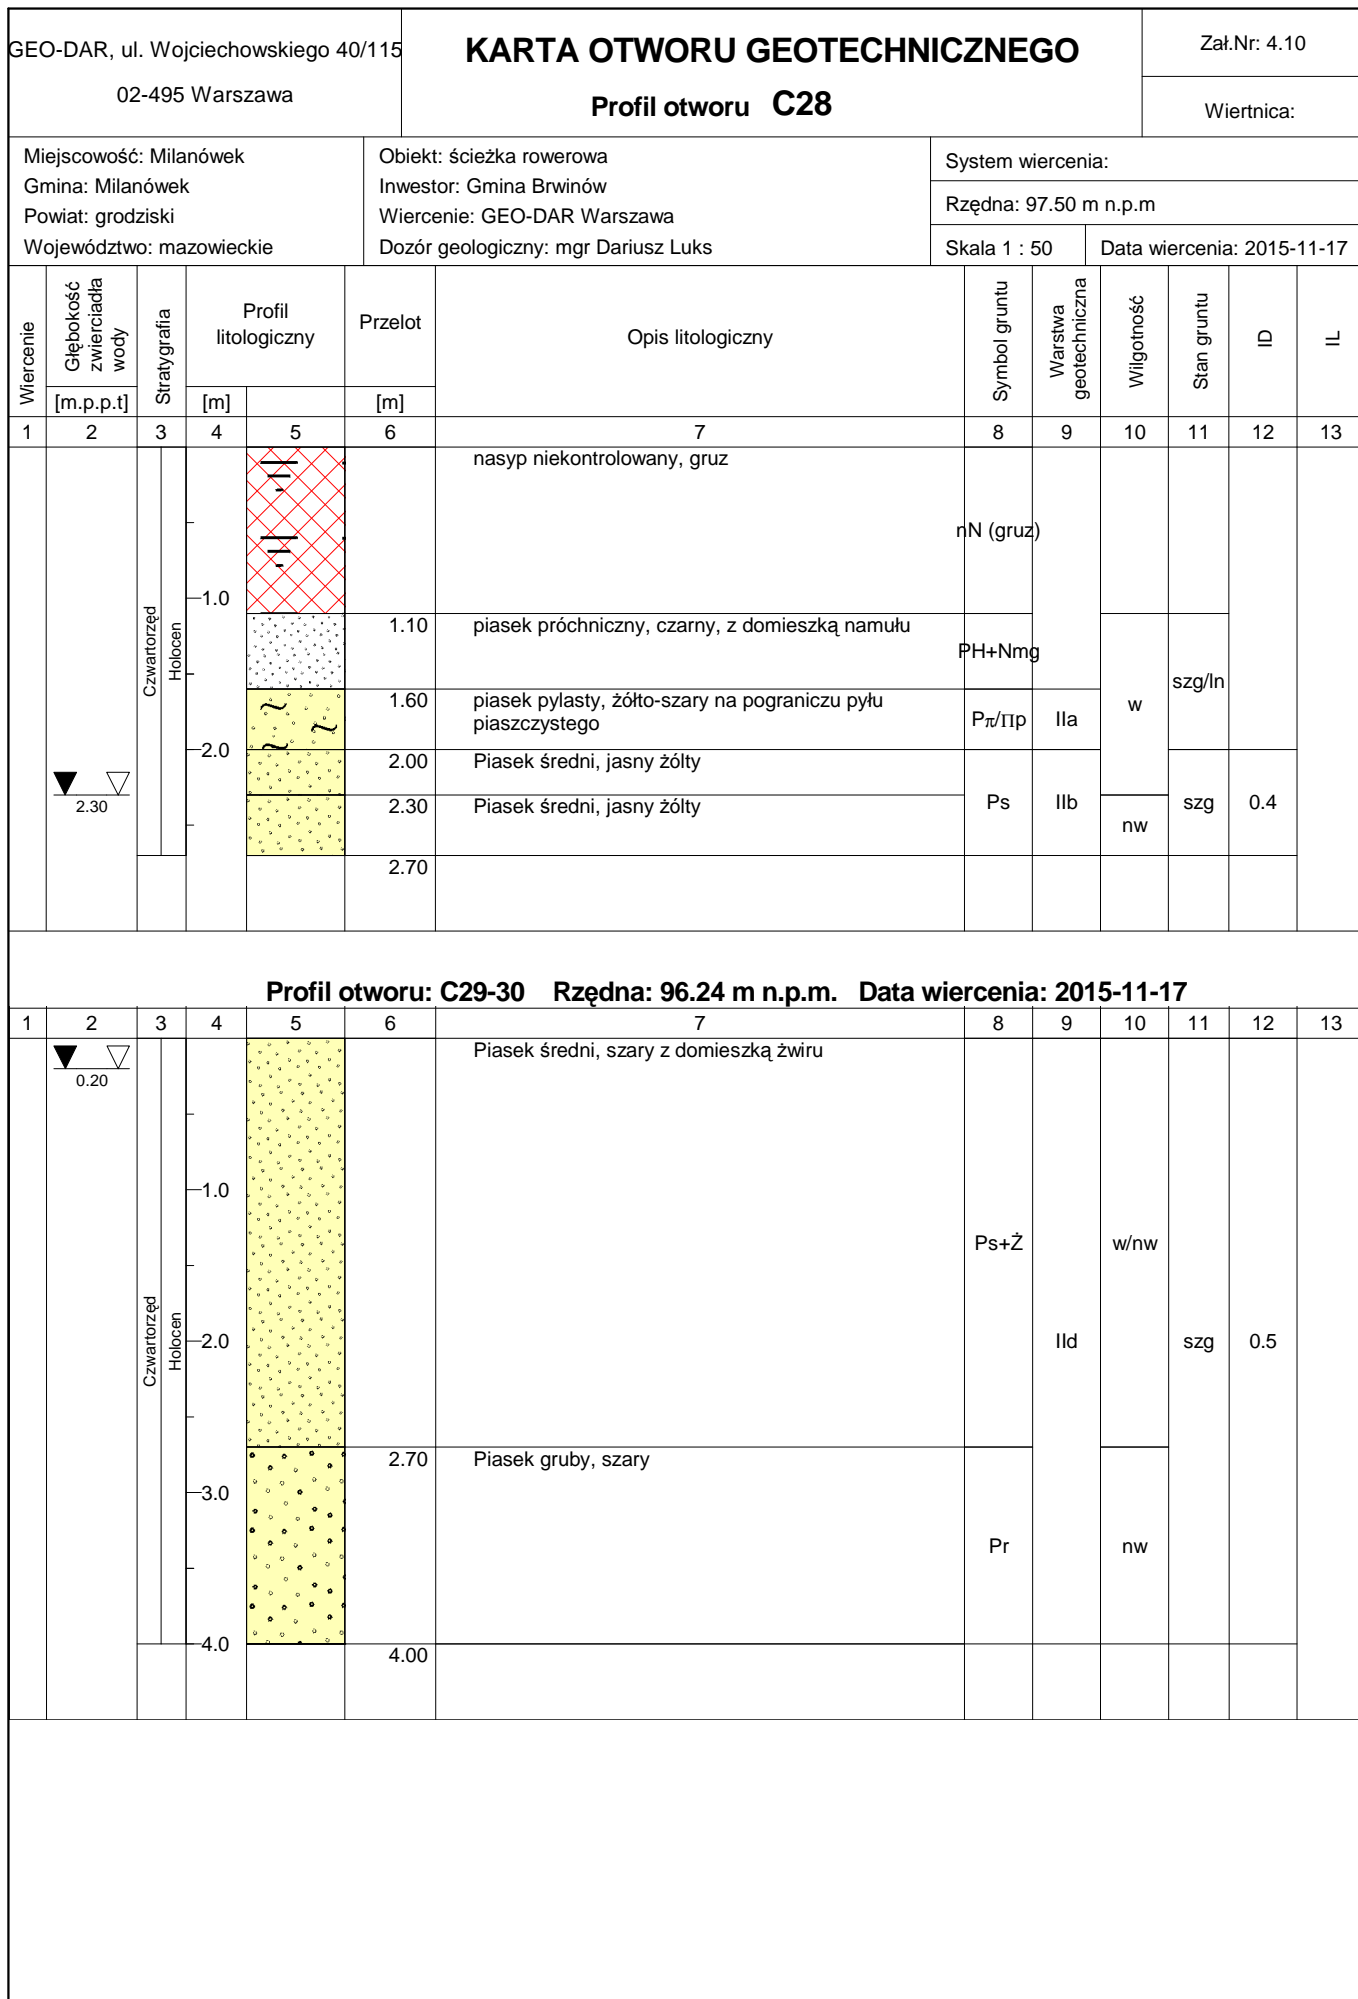 GEO-DAR, ul. Wojciechowskiego 40/115
02-495 Warszawa
KARTA OTWORU GEOTECHNICZNEGO
Profil otworu C28
Zał.Nr: 4.10
Wiertnica:
Miejscowość: Milanówek
Gmina: Milanówek
Powiat: grodziski
Województwo: mazowieckie
Obiekt: ścieżka rowerowa
Inwestor: Gmina Brwinów
Wiercenie: GEO-DAR Warszawa
Dozór geologiczny: mgr Dariusz Luks
System wiercenia:
Rzędna: 97.50 m n.p.m
Skala 1 : 50
Data wiercenia: 2015-11-17
Wiercenie
Głębokość
zwierciadła
wody
[m.p.p.t]
Stratygrafia
Profil
litologiczny
[m]
Przelot
[m]
Opis litologiczny
Symbol gruntu
Warstwa
geotechniczna
Wilgotność
Stan gruntu
ID
IL
1 2 3 4 5 6 7 8 9 10 11 12 13
nasyp niekontrolowany, gruz
nN (gruz)
1.0
Czwartorzęd
Holocen
1.10 piasek próchniczny, czarny, z domieszką namułu
PH+Nmg
szg/ln
w
1.60 piasek pylasty, żółto-szary na pograniczu pyłu
piaszczystego
Pπ/Πp IIa
2.0
2.00 Piasek średni, jasny żólty
2.30
2.30 Piasek średni, jasny żólty
Ps IIb szg 0.4
nw
2.70
Profil otworu: C29-30 Rzędna: 96.24 m n.p.m. Data wiercenia: 2015-11-17
1 2 3 4 5 6 7 8 9 10 11 12 13
Piasek średni, szary z domieszką żwiru
0.20
1.0
Ps+Ż w/nw
Czwartorzęd
Holocen
2.0
IId szg 0.5
2.70 Piasek gruby, szary
3.0
Pr nw
4.0
4.00